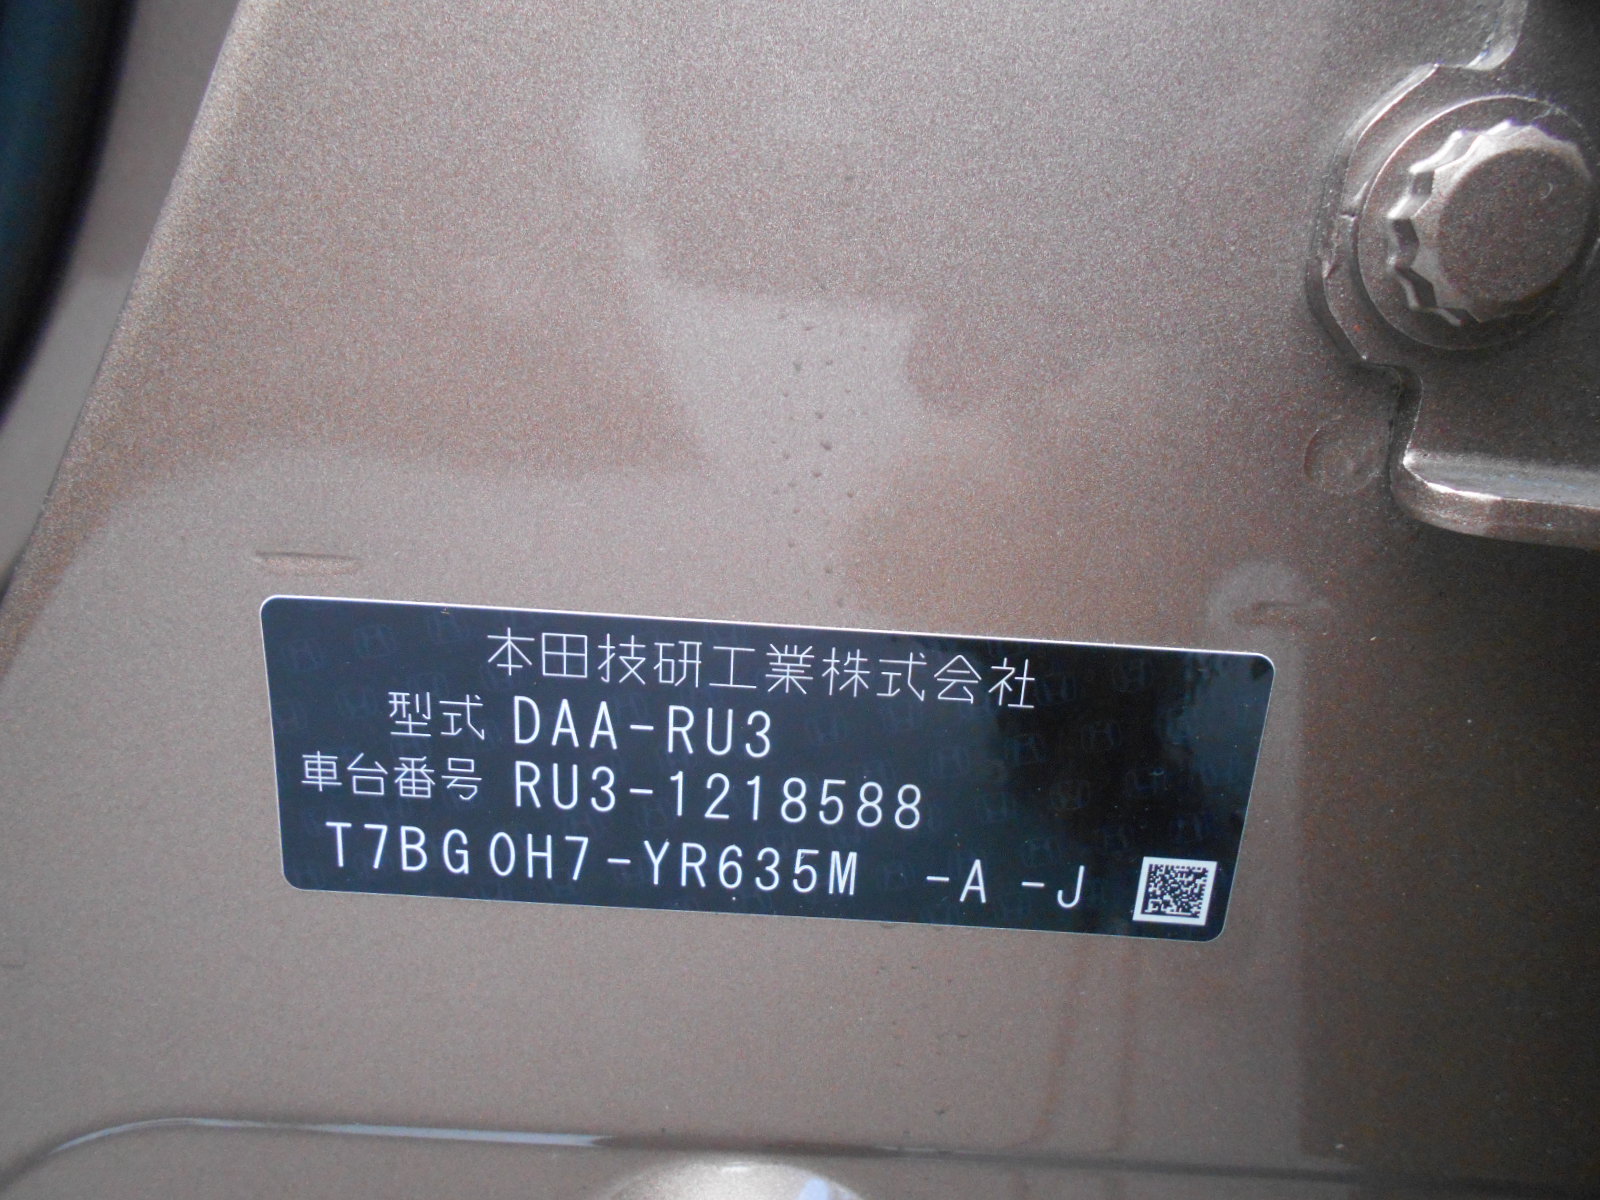 本田技研工業株式会社
型式 DAA-RU3
車台番号 RU3-1218588
T7BG0H7-YR635M -A -J